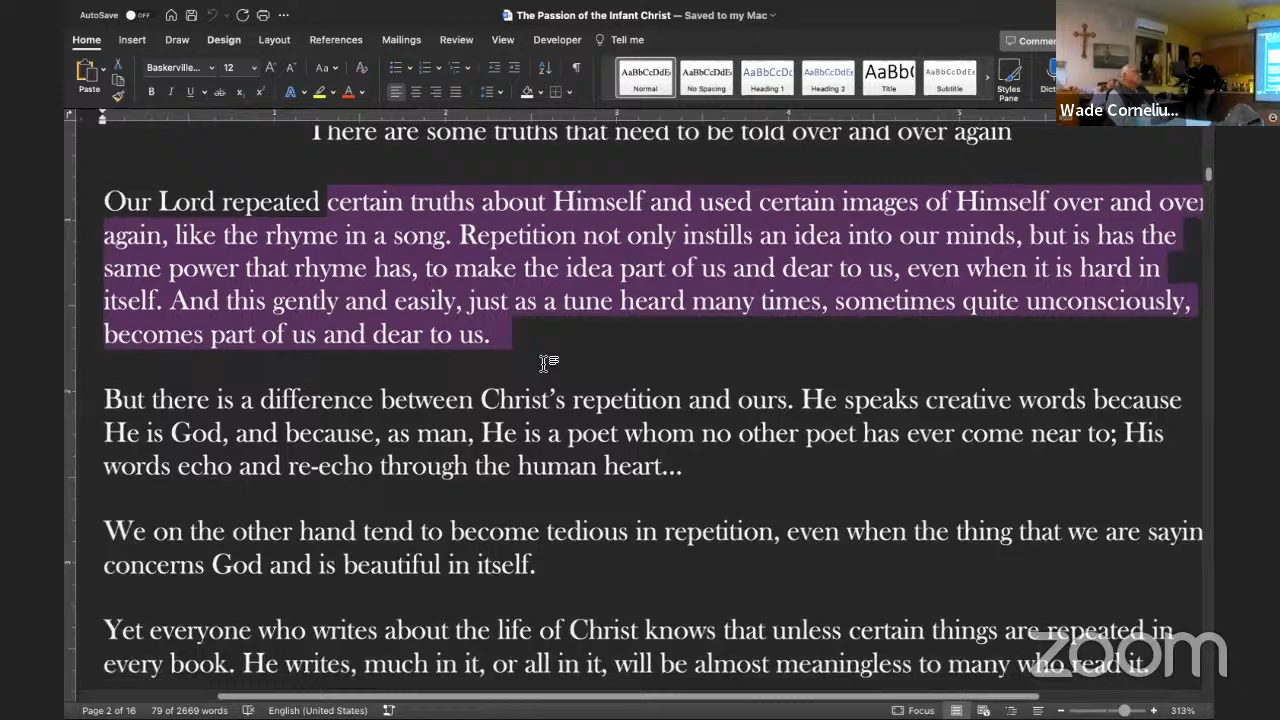 AutoSave OFF The Passion of the Infant Christ — Saved to my Mac
Home Insert Draw Design Layout References Mailings Review View Developer Tell me
Paste Baskerville... 12
Normal No Spacing Heading 1 Heading 2 Title Subtitle Styles Pane
Wade Corneliu...
There are some truths that need to be told over and over again
Our Lord repeated certain truths about Himself and used certain images of Himself over and over
again, like the rhyme in a song. Repetition not only instills an idea into our minds, but is has the
same power that rhyme has, to make the idea part of us and dear to us, even when it is hard in
itself. And this gently and easily, just as a tune heard many times, sometimes quite unconsciously,
becomes part of us and dear to us.
But there is a difference between Christ's repetition and ours. He speaks creative words because
He is God, and because, as man, He is a poet whom no other poet has ever come near to; His
words echo and re-echo through the human heart...
We on the other hand tend to become tedious in repetition, even when the thing that we are sayin
concerns God and is beautiful in itself.
Yet everyone who writes about the life of Christ knows that unless certain things are repeated in
every book. He writes, much in it, or all in it, will be almost meaningless to many who read it.
zoom
Page 2 of 16 79 of 2669 words English (United States) Focus 313%